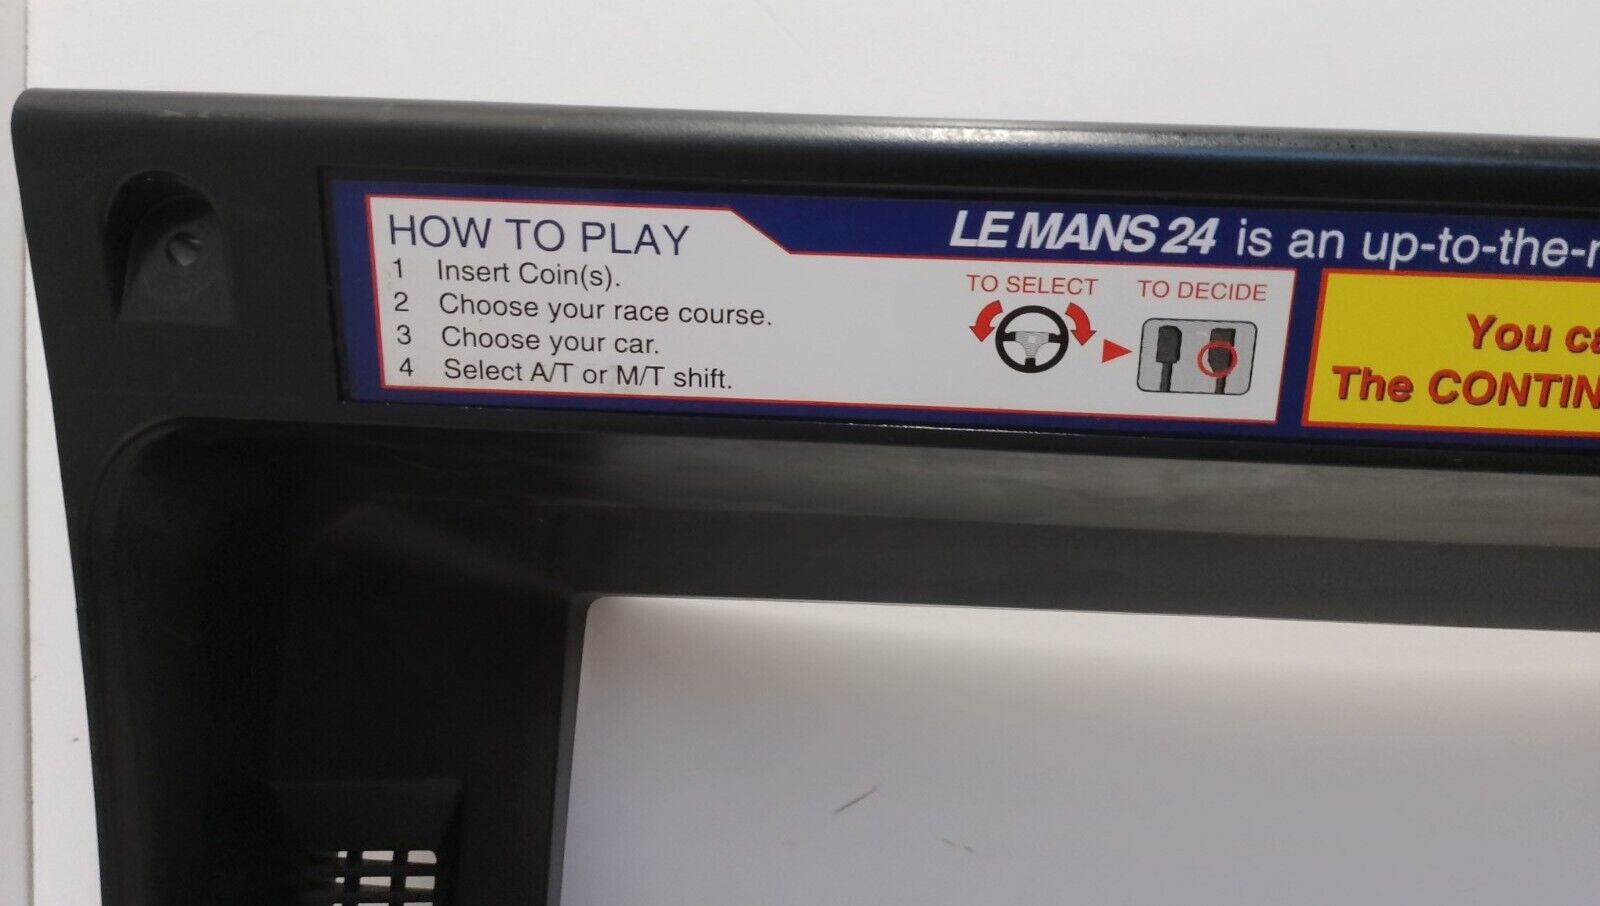 HOW TO PLAY
1 Insert Coin(s).
2 Choose your race course.
3 Choose your car.
4 Select A/T or M/T shift.
LE MANS 24 is an up-to-the-
TO SELECT TO DECIDE
You
The